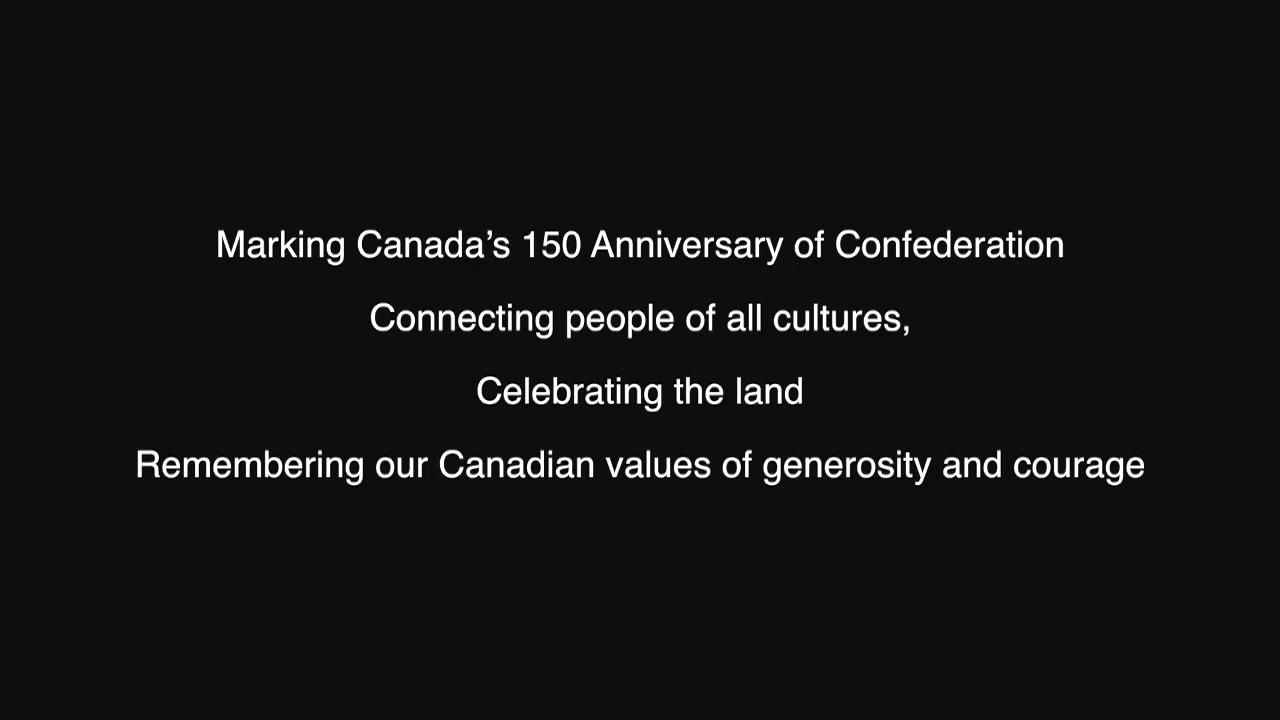 Marking Canada’s 150 Anniversary of Confederation
Connecting people of all cultures,
Celebrating the land
Remembering our Canadian values of generosity and courage